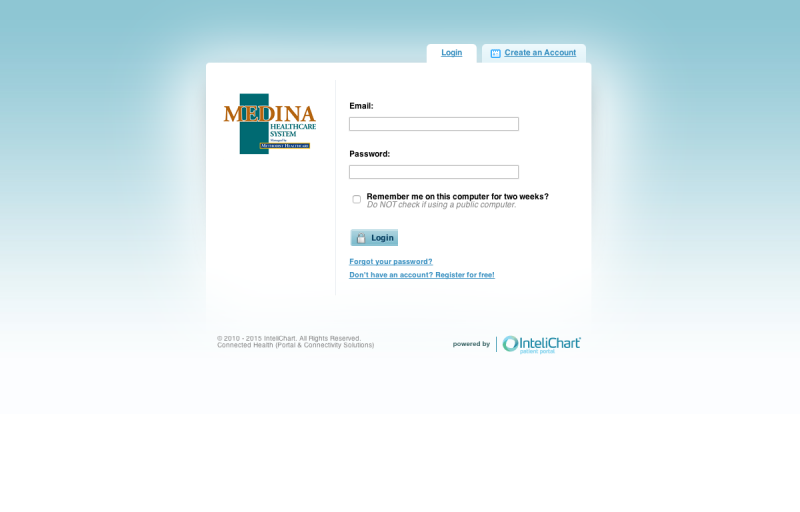 Login
Create an Account
MEDINA
HEALTHCARE
SYSTEM
Managed by
METHODIST HEALTHCARE
Email:
Password:
Remember me on this computer for two weeks?
Do NOT check if using a public computer.
Login
Forgot your password?
Don't have an account? Register for free!
© 2010 - 2015 InteliChart. All Rights Reserved.
Connected Health (Portal & Connectivity Solutions)
powered by
InteliChart
patient portal